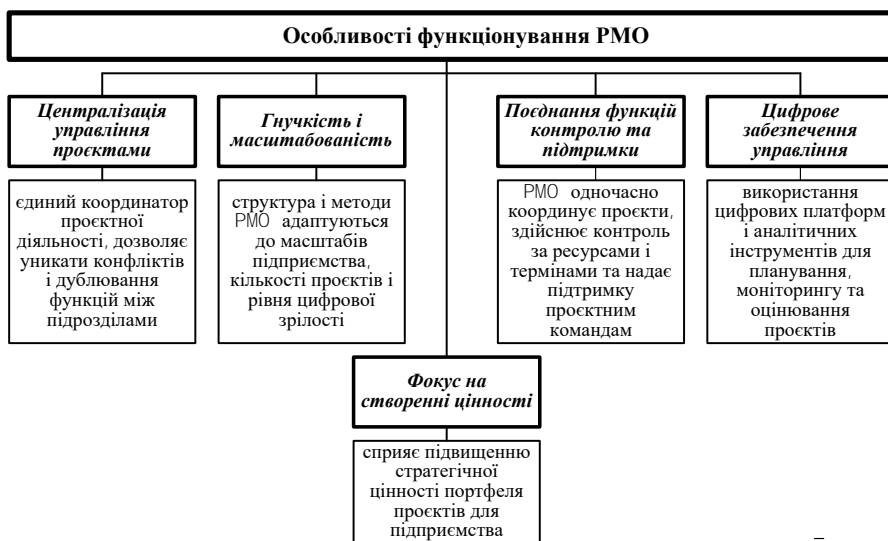 Особливості функціонування РМО
Централізація
управління
проєктами
єдиний координатор
проєктної
діяльності, дозволяє
уникати конфліктів
і дублювання
функцій між
підрозділами
Гнучкість і
масштабованість
структура і методи
РМО адаптуються
до масштабів
підприємства,
кількості проєктів і
рівня цифрової
зрілості
Поєднання функцій
контролю та
підтримки
РМО одночасно
координує проєкти,
здійснює контроль
за ресурсами і
термінами та надає
підтримку
проєктним
командам
Цифрове
забезпечення
управління
використання
цифрових платформ
і аналітичних
інструментів для
планування,
моніторингу та
оцінювання
проєктів
Фокус на
створенні цінності
сприяє підвищенню
стратегічної
цінності портфеля
проєктів для
підприємства